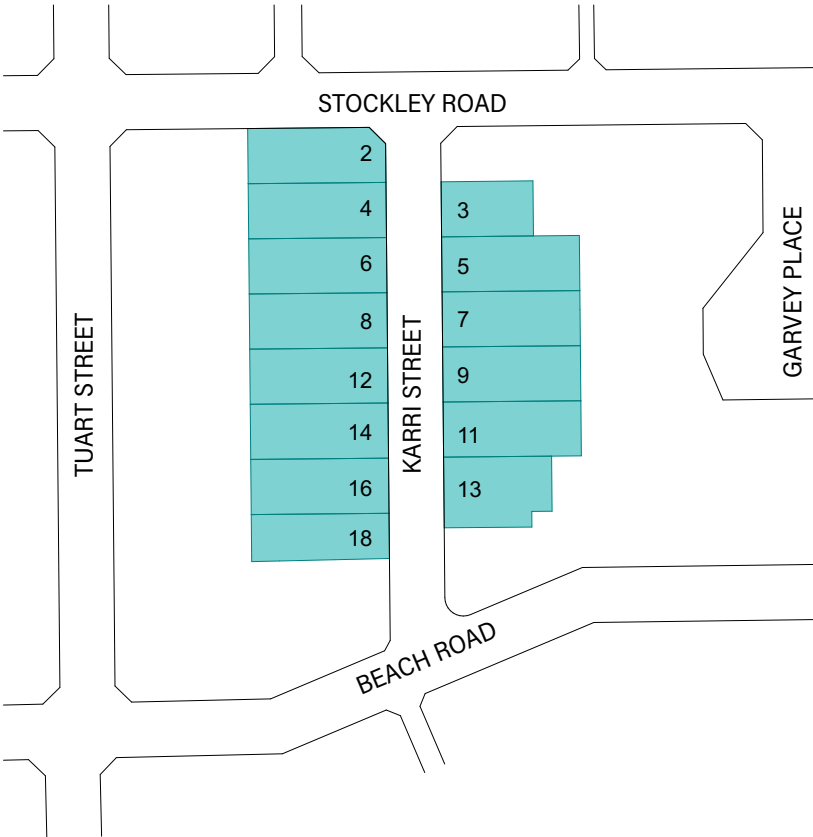 STOCKLEY ROAD
2
4
3
6
5
8
7
12
9
14
11
16
13
18
TUART STREET
KARRI STREET
GARVEY PLACE
BEACH ROAD